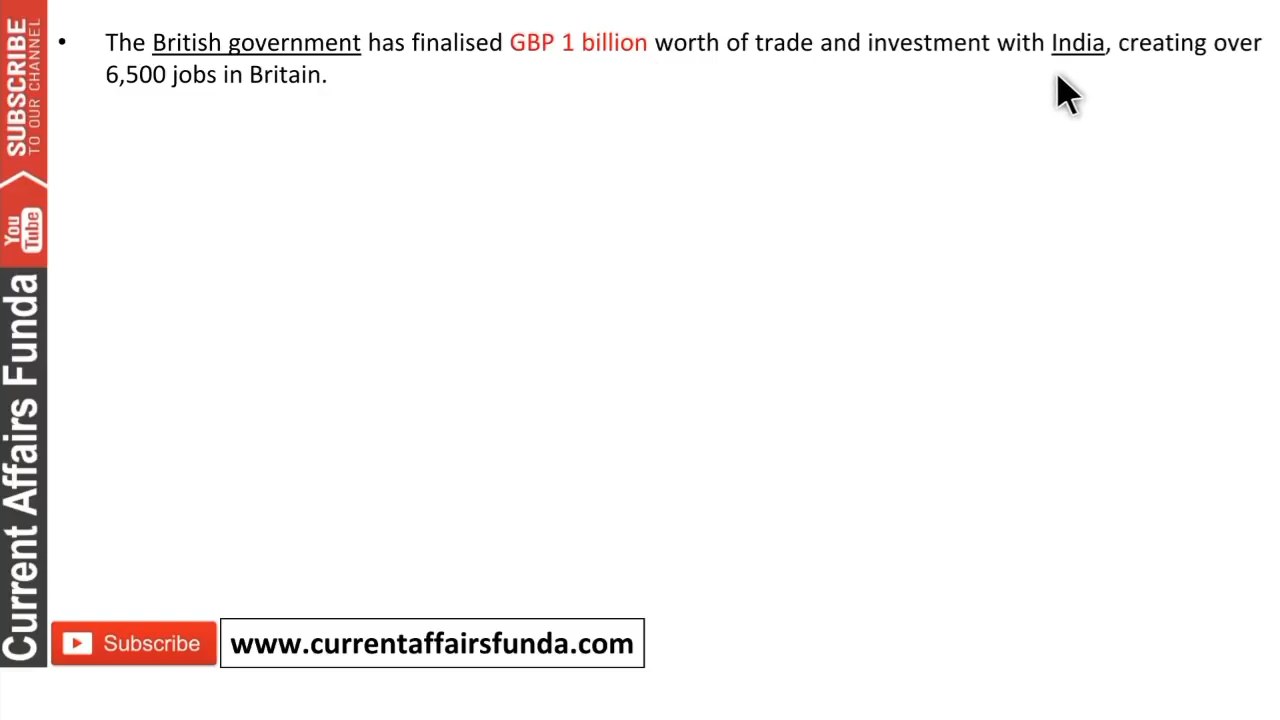 • The British government has finalised GBP 1 billion worth of trade and investment with India, creating over
6,500 jobs in Britain.
SUBSCRIBE
TO OUR CHANNEL
You
Tube
Current Affairs Funda
Subscribe
www.currentaffairsfunda.com